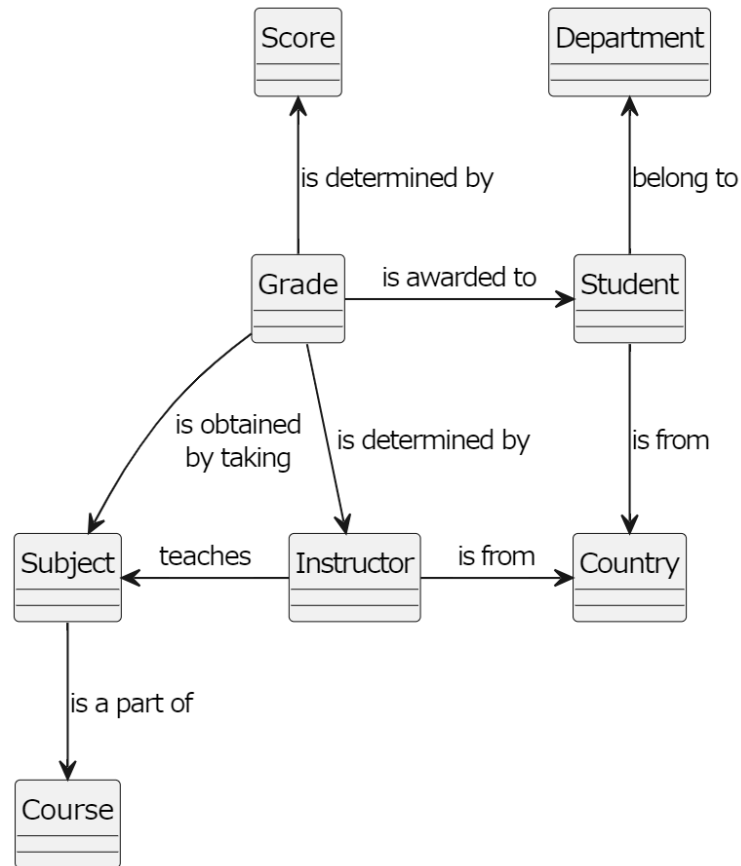 Score
Department
is determined by
belong to
Grade
is awarded to
Student
is obtained
by taking
is determined by
is from
Subject
teaches
Instructor
is from
Country
is a part of
Course